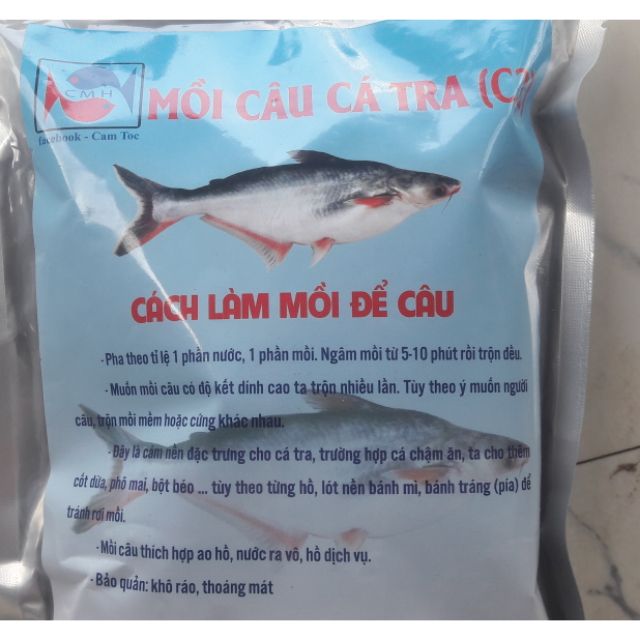 CMH
facebook - Cam Toc
MỒI CÂU CÁ TRA (C3)
CÁCH LÀM MỒI ĐỂ CÂU
- Pha theo tỉ lệ 1 phần nước, 1 phần mồi. Ngâm mồi từ 5-10 phút rồi trộn đều.
- Muốn mồi câu có độ kết dính cao ta trộn nhiều lần. Tùy theo ý muốn người
câu, trộn mồi mềm hoặc cứng khác nhau.
- Đây là cám nền đặc trưng cho cá tra, trường hợp cá chậm ăn, ta cho thêm
cốt dừa, phô mai, bột béo ... tùy theo từng hồ, lót nền bánh mì, bánh tráng (pía) để
tránh rơi mồi.
- Mồi câu thích hợp ao hồ, nước ra vô, hồ dịch vụ.
- Bảo quản: khô ráo, thoáng mát